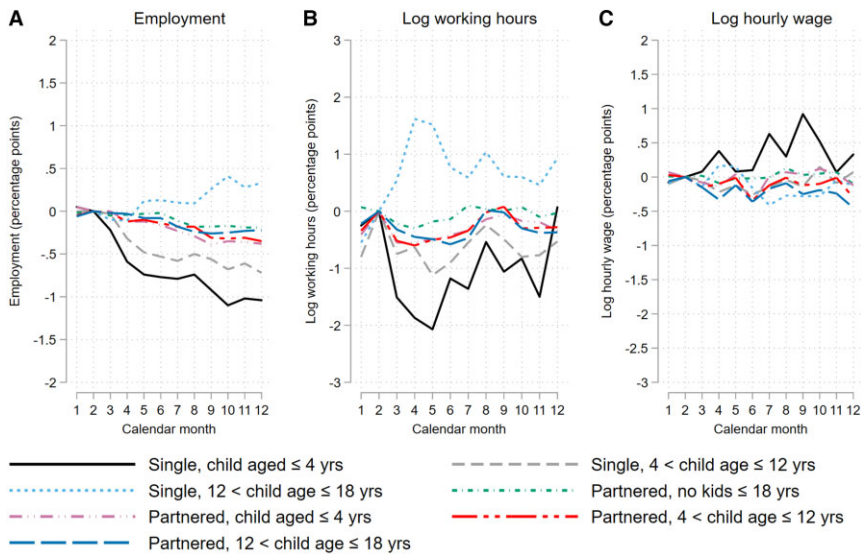 A Employment
B Log working hours
C Log hourly wage
Employment (percentage points)
2
1.5
1
.5
0
-0.5
-1
-1.5
-2
1 2 3 4 5 6 7 8 9 10 11 12
Calendar month
Log working hours (percentage points)
3
2
1
0
-1
-2
-3
1 2 3 4 5 6 7 8 9 10 11 12
Calendar month
Log hourly wage (percentage points)
2
1.5
1
.5
0
-0.5
-1
-1.5
-2
-2.5
-3
1 2 3 4 5 6 7 8 9 10 11 12
Calendar month
Single, child aged ≤ 4 yrs
Single, 4 < child age ≤ 12 yrs
Single, 12 < child age ≤ 18 yrs
Partnered, no kids ≤ 18 yrs
Partnered, child aged ≤ 4 yrs
Partnered, 4 < child age ≤ 12 yrs
Partnered, 12 < child age ≤ 18 yrs